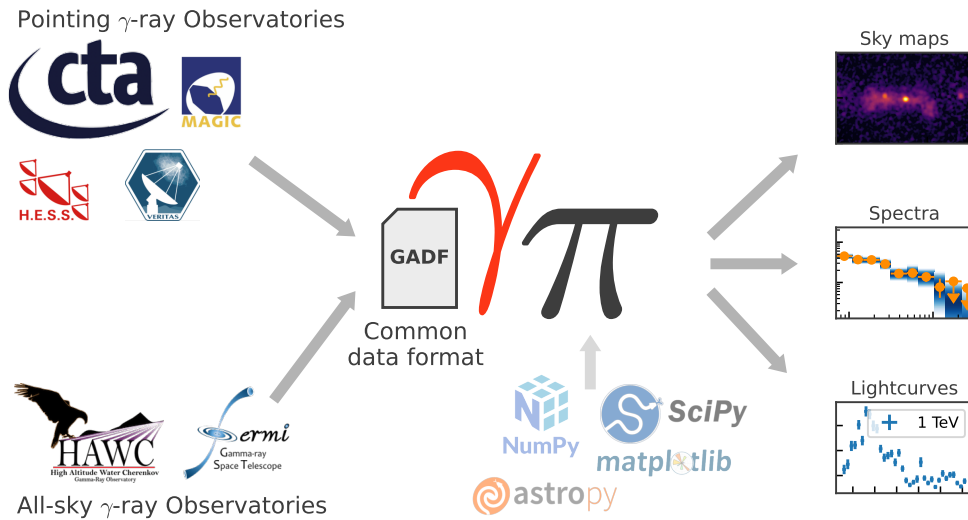 Pointing γ-ray Observatories
cta
MAGIC
H.E.S.S.
VERITAS
GADF
γπ
Common
data format
HAWC
High Altitude Water Cherenkov
Gamma-Ray Observatory
Fermi
Gamma-ray
Space Telescope
All-sky γ-ray Observatories
NumPy
SciPy
matplotlib
astropy
Sky maps
Spectra
Lightcurves
1 TeV